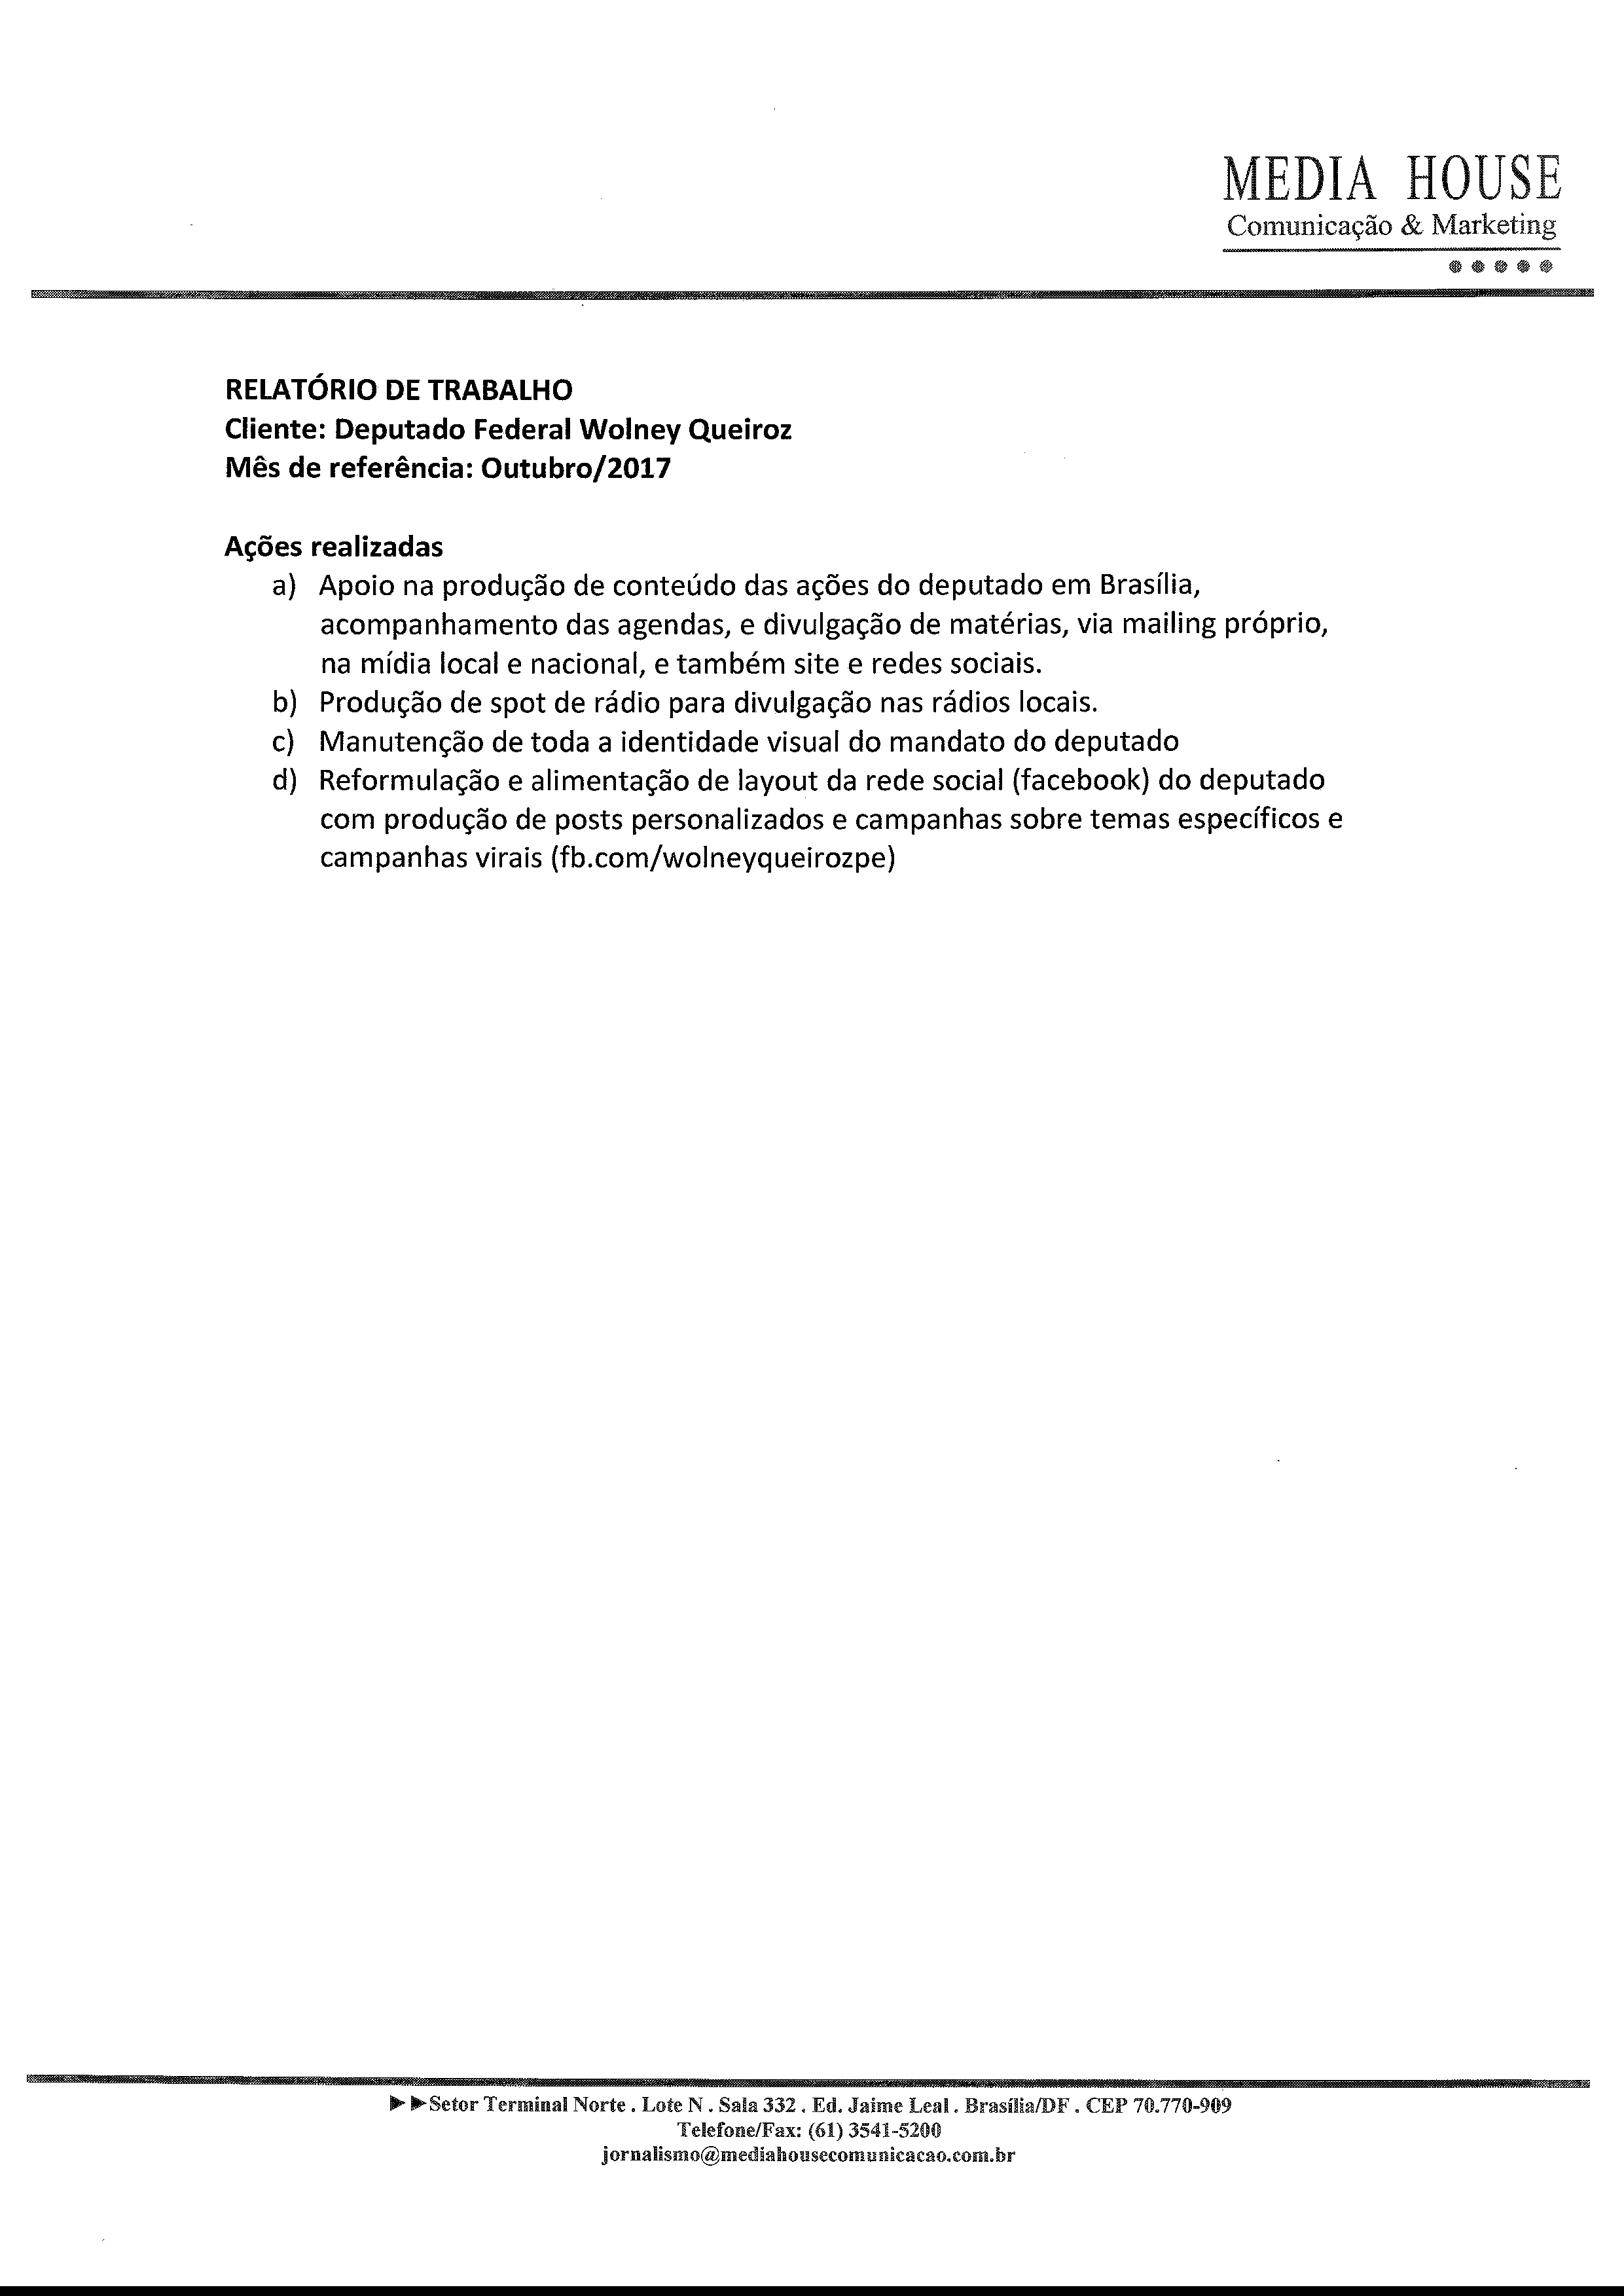 MEDIA HOUSE
Comunicação & Marketing
RELATÓRIO DE TRABALHO
Cliente: Deputado Federal Wolney Queiroz
Mês de referência: Outubro/2017
Ações realizadas
a) Apoio na produção de conteúdo das ações do deputado em Brasília,
acompanhamento das agendas, e divulgação de matérias, via mailing próprio,
na mídia local e nacional, e também site e redes sociais.
b) Produção de spot de rádio para divulgação nas rádios locais.
c) Manutenção de toda a identidade visual do mandato do deputado
d) Reformulação e alimentação de layout da rede social (facebook) do deputado
com produção de posts personalizados e campanhas sobre temas específicos e
campanhas virais (fb.com/wolneyqueirozpe)
Setor Terminal Norte . Lote N . Sala 332 . Ed. Jaime Leal . Brasília/DF . CEP 70.770-909
Telefone/Fax: (61) 3541-5200
jornalismo@mediahousecomunicacao.com.br